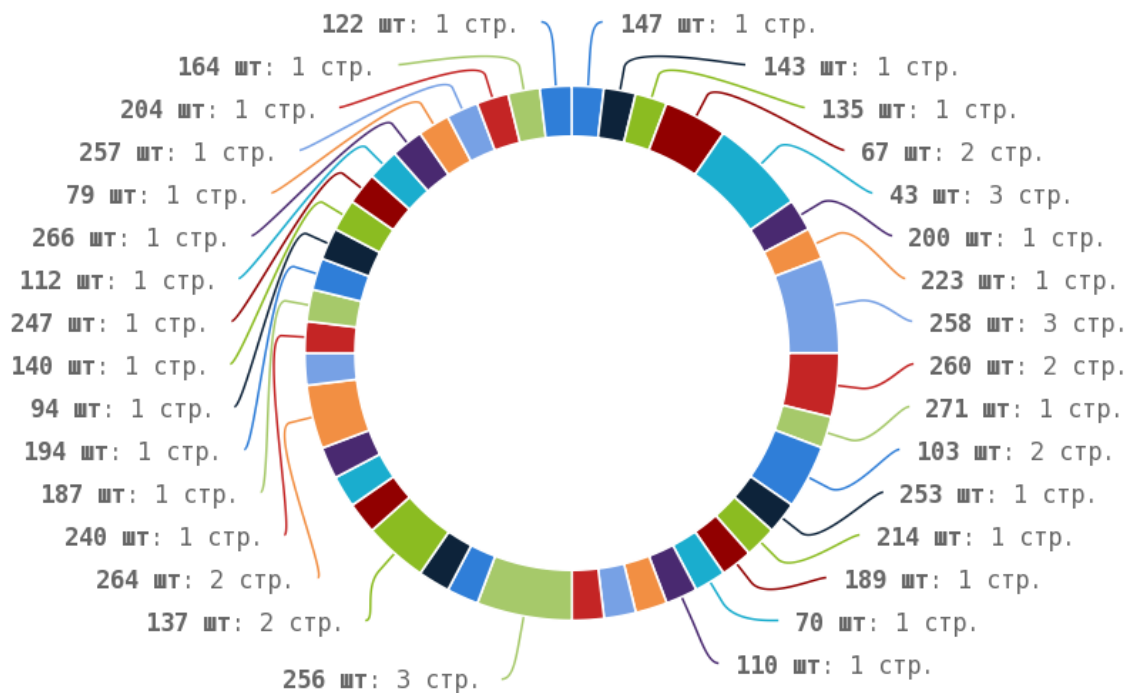 122 шт: 1 стр.
147 шт: 1 стр.
164 шт: 1 стр.
143 шт: 1 стр.
204 шт: 1 стр.
135 шт: 1 стр.
257 шт: 1 стр.
67 шт: 2 стр.
79 шт: 1 стр.
43 шт: 3 стр.
266 шт: 1 стр.
200 шт: 1 стр.
112 шт: 1 стр.
223 шт: 1 стр.
247 шт: 1 стр.
258 шт: 3 стр.
140 шт: 1 стр.
260 шт: 2 стр.
94 шт: 1 стр.
271 шт: 1 стр.
194 шт: 1 стр.
103 шт: 2 стр.
187 шт: 1 стр.
253 шт: 1 стр.
240 шт: 1 стр.
214 шт: 1 стр.
264 шт: 2 стр.
189 шт: 1 стр.
137 шт: 2 стр.
70 шт: 1 стр.
256 шт: 3 стр.
110 шт: 1 стр.